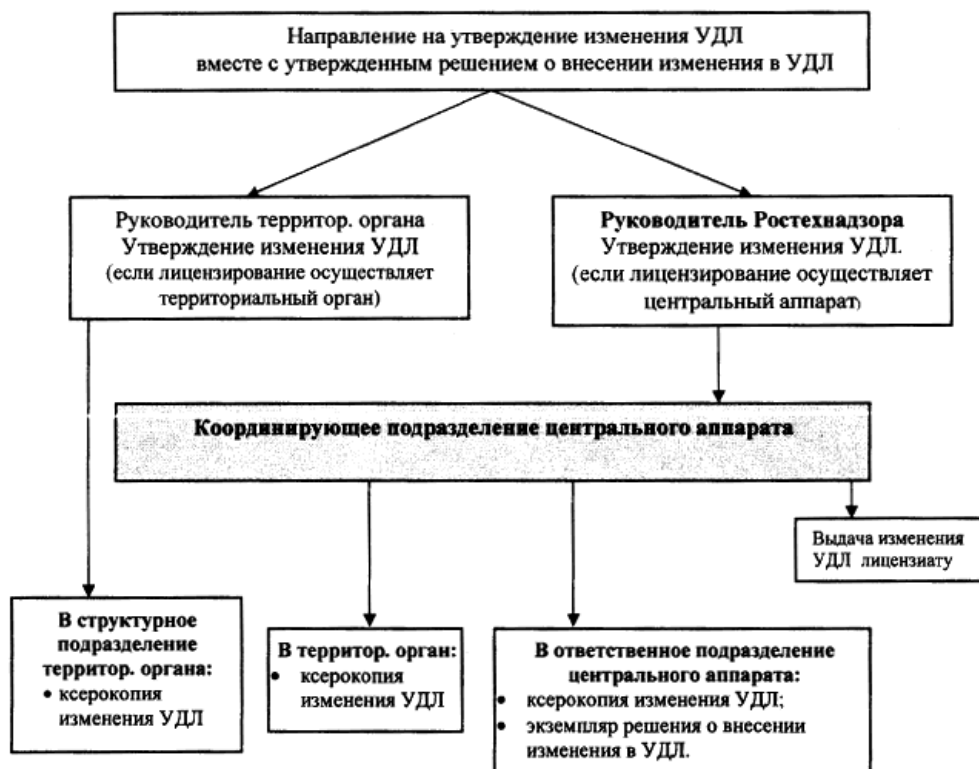 Направление на утверждение изменения УДЛ
вместе с утвержденным решением о внесении изменения в УДЛ
Руководитель территор. органа
Утверждение изменения УДЛ
(если лицензирование осуществляет
территориальный орган)
Руководитель Ростехнадзора
Утверждение изменения УДЛ.
(если лицензирование осуществляет
центральный аппарат)
Координирующее подразделение центрального аппарата
Выдача изменения
УДЛ лицензиату
В структурное
подразделение
территор. органа:
• ксерокопия
изменения УДЛ
В территор. орган:
• ксерокопия
изменения УДЛ
В ответственное подразделение
центрального аппарата:
• ксерокопия изменения УДЛ;
• экземпляр решения о внесении
изменения в УДЛ.